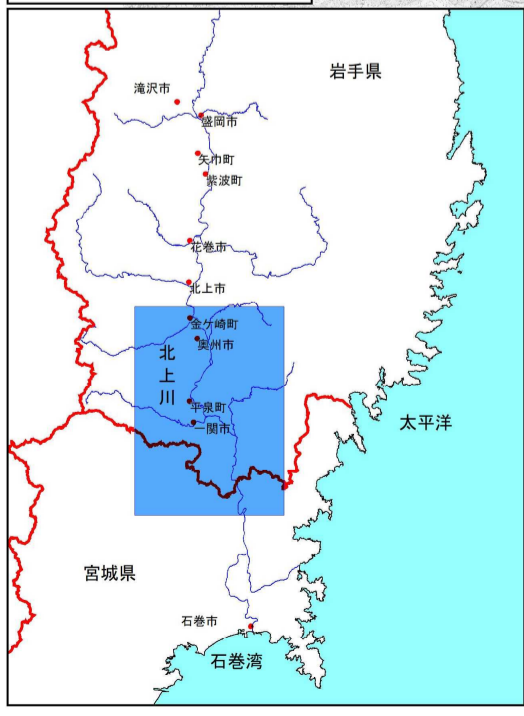 岩手県
滝沢市
盛岡市
矢巾町
紫波町
花巻市
北上市
金ケ崎町
奥州市
北上川
平泉町
一関市
太平洋
宮城県
石巻市
石巻湾